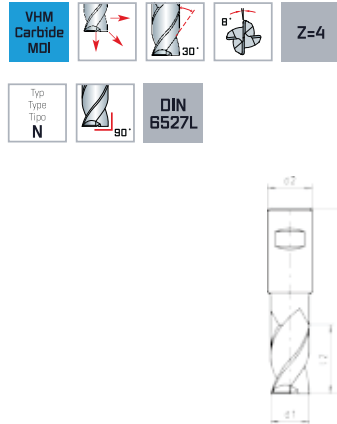 VHM
Carbide
MDI
30°
8°
Z=4
Typ
Type
Tipo
N
90°
DIN
6527L
d2
l2
d1